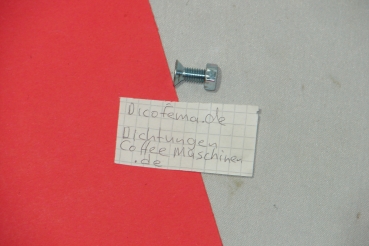 Dicofema.de
Dichtungen
Coffee Maschinen
.de